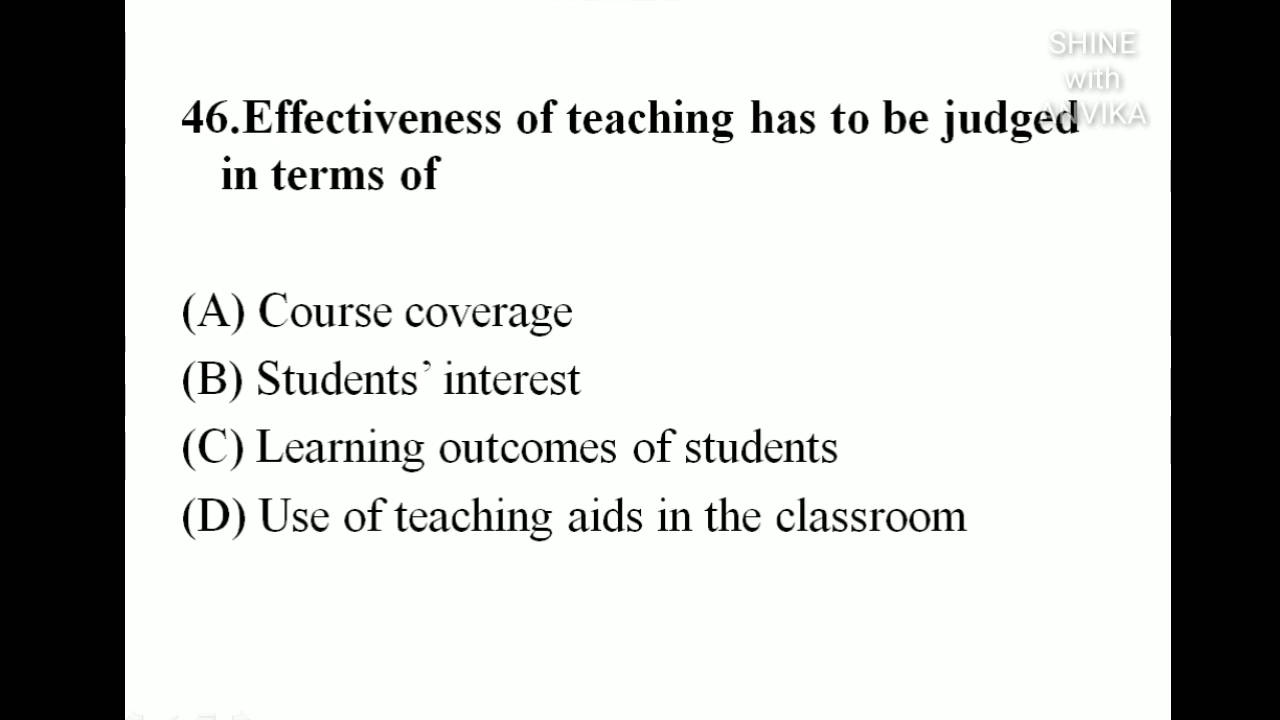 SHINE
with
ANVIKA
46.Effectiveness of teaching has to be judged
in terms of
(A) Course coverage
(B) Students’ interest
(C) Learning outcomes of students
(D) Use of teaching aids in the classroom